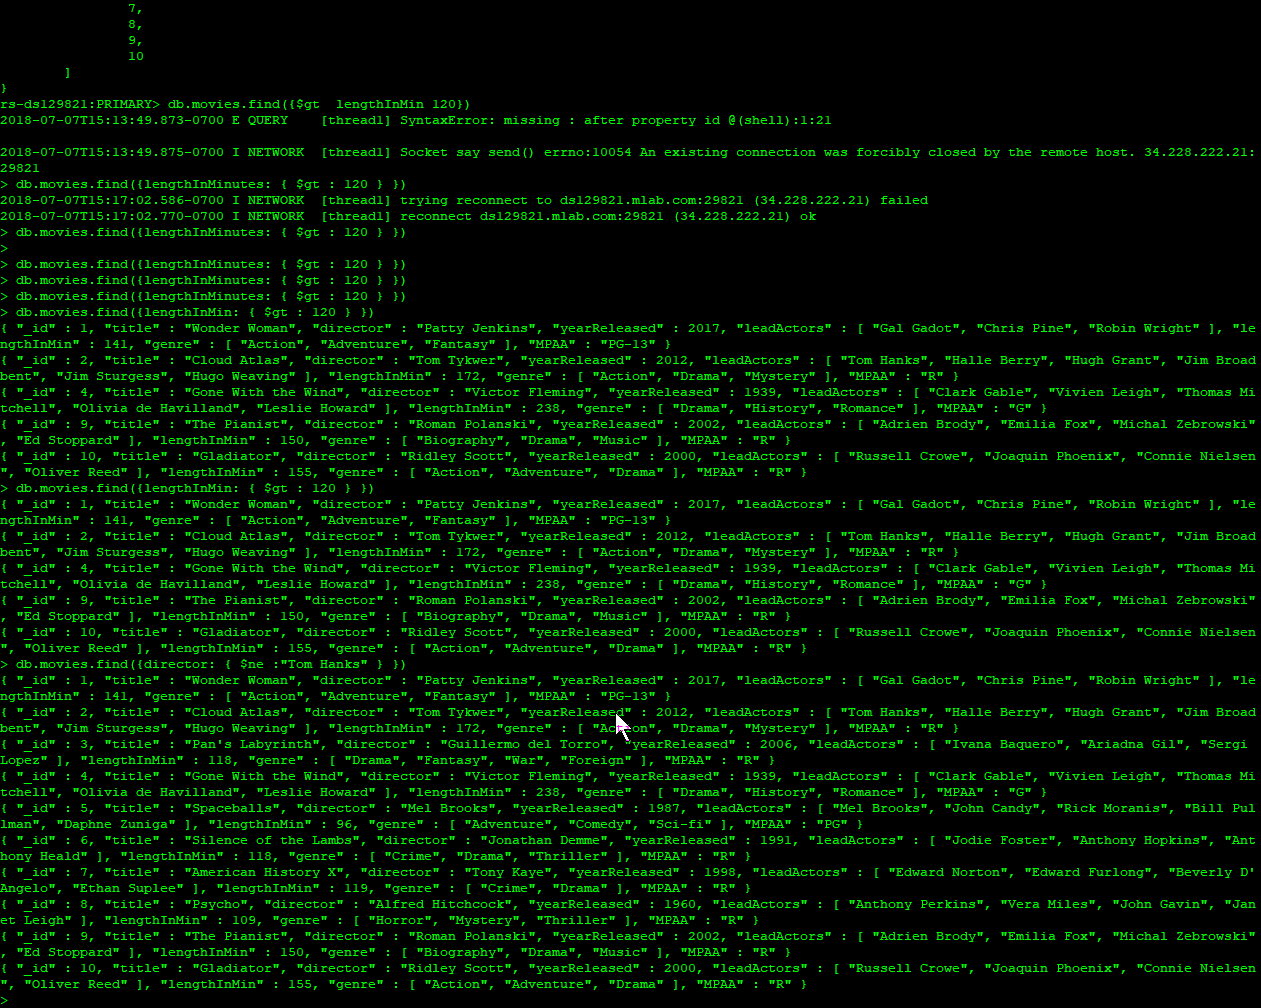 7,
8,
9,
10
]
}
rs-ds129821:PRIMARY> db.movies.find({$gt  lengthInMin 120})
2018-07-07T15:13:49.873-0700 E QUERY    [thread1] SyntaxError: missing : after property id @(shell):1:21
2018-07-07T15:13:49.875-0700 I NETWORK  [thread1] Socket say send() errno:10054 An existing connection was forcibly closed by the remote host. 34.228.222.21:
29821
> db.movies.find({lengthInMinutes: { $gt : 120 } })
2018-07-07T15:17:02.586-0700 I NETWORK  [thread1] trying reconnect to ds129821.mlab.com:29821 (34.228.222.21) failed
2018-07-07T15:17:02.770-0700 I NETWORK  [thread1] reconnect ds129821.mlab.com:29821 (34.228.222.21) ok
> db.movies.find({lengthInMinutes: { $gt : 120 } })
>
> db.movies.find({lengthInMinutes: { $gt : 120 } })
> db.movies.find({lengthInMinutes: { $gt : 120 } })
> db.movies.find({lengthInMinutes: { $gt : 120 } })
> db.movies.find({lengthInMin: { $gt : 120 } })
{ "_id" : 1, "title" : "Wonder Woman", "director" : "Patty Jenkins", "yearReleased" : 2017, "leadActors" : [ "Gal Gadot", "Chris Pine", "Robin Wright" ], "le
ngthInMin" : 141, "genre" : [ "Action", "Adventure", "Fantasy" ], "MPAA" : "PG-13" }
{ "_id" : 2, "title" : "Cloud Atlas", "director" : "Tom Tykwer", "yearReleased" : 2012, "leadActors" : [ "Tom Hanks", "Halle Berry", "Hugh Grant", "Jim Broad
bent", "Jim Sturgess", "Hugo Weaving" ], "lengthInMin" : 172, "genre" : [ "Action", "Drama", "Mystery" ], "MPAA" : "R" }
{ "_id" : 4, "title" : "Gone With the Wind", "director" : "Victor Fleming", "yearReleased" : 1939, "leadActors" : [ "Clark Gable", "Vivien Leigh", "Thomas Mi
tchell", "Olivia de Havilland", "Leslie Howard" ], "lengthInMin" : 238, "genre" : [ "Drama", "History", "Romance" ], "MPAA" : "G" }
{ "_id" : 9, "title" : "The Pianist", "director" : "Roman Polanski", "yearReleased" : 2002, "leadActors" : [ "Adrien Brody", "Emilia Fox", "Michal Zebrowski"
, "Ed Stoppard" ], "lengthInMin" : 150, "genre" : [ "Biography", "Drama", "Music" ], "MPAA" : "R" }
{ "_id" : 10, "title" : "Gladiator", "director" : "Ridley Scott", "yearReleased" : 2000, "leadActors" : [ "Russell Crowe", "Joaquin Phoenix", "Connie Nielsen
", "Oliver Reed" ], "lengthInMin" : 155, "genre" : [ "Action", "Adventure", "Drama" ], "MPAA" : "R" }
> db.movies.find({lengthInMin: { $gt : 120 } })
{ "_id" : 1, "title" : "Wonder Woman", "director" : "Patty Jenkins", "yearReleased" : 2017, "leadActors" : [ "Gal Gadot", "Chris Pine", "Robin Wright" ], "le
ngthInMin" : 141, "genre" : [ "Action", "Adventure", "Fantasy" ], "MPAA" : "PG-13" }
{ "_id" : 2, "title" : "Cloud Atlas", "director" : "Tom Tykwer", "yearReleased" : 2012, "leadActors" : [ "Tom Hanks", "Halle Berry", "Hugh Grant", "Jim Broad
bent", "Jim Sturgess", "Hugo Weaving" ], "lengthInMin" : 172, "genre" : [ "Action", "Drama", "Mystery" ], "MPAA" : "R" }
{ "_id" : 4, "title" : "Gone With the Wind", "director" : "Victor Fleming", "yearReleased" : 1939, "leadActors" : [ "Clark Gable", "Vivien Leigh", "Thomas Mi
tchell", "Olivia de Havilland", "Leslie Howard" ], "lengthInMin" : 238, "genre" : [ "Drama", "History", "Romance" ], "MPAA" : "G" }
{ "_id" : 9, "title" : "The Pianist", "director" : "Roman Polanski", "yearReleased" : 2002, "leadActors" : [ "Adrien Brody", "Emilia Fox", "Michal Zebrowski"
, "Ed Stoppard" ], "lengthInMin" : 150, "genre" : [ "Biography", "Drama", "Music" ], "MPAA" : "R" }
{ "_id" : 10, "title" : "Gladiator", "director" : "Ridley Scott", "yearReleased" : 2000, "leadActors" : [ "Russell Crowe", "Joaquin Phoenix", "Connie Nielsen
", "Oliver Reed" ], "lengthInMin" : 155, "genre" : [ "Action", "Adventure", "Drama" ], "MPAA" : "R" }
> db.movies.find({director: { $ne :"Tom Hanks" } })
{ "_id" : 1, "title" : "Wonder Woman", "director" : "Patty Jenkins", "yearReleased" : 2017, "leadActors" : [ "Gal Gadot", "Chris Pine", "Robin Wright" ], "le
ngthInMin" : 141, "genre" : [ "Action", "Adventure", "Fantasy" ], "MPAA" : "PG-13" }
{ "_id" : 2, "title" : "Cloud Atlas", "director" : "Tom Tykwer", "yearReleased" : 2012, "leadActors" : [ "Tom Hanks", "Halle Berry", "Hugh Grant", "Jim Broad
bent", "Jim Sturgess", "Hugo Weaving" ], "lengthInMin" : 172, "genre" : [ "Action", "Drama", "Mystery" ], "MPAA" : "R" }
{ "_id" : 3, "title" : "Pan's Labyrinth", "director" : "Guillermo del Torro", "yearReleased" : 2006, "leadActors" : [ "Ivana Baquero", "Ariadna Gil", "Sergi
Lopez" ], "lengthInMin" : 118, "genre" : [ "Drama", "Fantasy", "War", "Foreign" ], "MPAA" : "R" }
{ "_id" : 4, "title" : "Gone With the Wind", "director" : "Victor Fleming", "yearReleased" : 1939, "leadActors" : [ "Clark Gable", "Vivien Leigh", "Thomas Mi
tchell", "Olivia de Havilland", "Leslie Howard" ], "lengthInMin" : 238, "genre" : [ "Drama", "History", "Romance" ], "MPAA" : "G" }
{ "_id" : 5, "title" : "Spaceballs", "director" : "Mel Brooks", "yearReleased" : 1987, "leadActors" : [ "Mel Brooks", "John Candy", "Rick Moranis", "Bill Pul
lman", "Daphne Zuniga" ], "lengthInMin" : 96, "genre" : [ "Adventure", "Comedy", "Sci-fi" ], "MPAA" : "PG" }
{ "_id" : 6, "title" : "Silence of the Lambs", "director" : "Jonathan Demme", "yearReleased" : 1991, "leadActors" : [ "Jodie Foster", "Anthony Hopkins", "Ant
hony Heald" ], "lengthInMin" : 118, "genre" : [ "Crime", "Drama", "Thriller" ], "MPAA" : "R" }
{ "_id" : 7, "title" : "American History X", "director" : "Tony Kaye", "yearReleased" : 1998, "leadActors" : [ "Edward Norton", "Edward Furlong", "Beverly D'
Angelo", "Ethan Suplee" ], "lengthInMin" : 119, "genre" : [ "Crime", "Drama" ], "MPAA" : "R" }
{ "_id" : 8, "title" : "Psycho", "director" : "Alfred Hitchcock", "yearReleased" : 1960, "leadActors" : [ "Anthony Perkins", "Vera Miles", "John Gavin", "Jan
et Leigh" ], "lengthInMin" : 109, "genre" : [ "Horror", "Mystery", "Thriller" ], "MPAA" : "R" }
{ "_id" : 9, "title" : "The Pianist", "director" : "Roman Polanski", "yearReleased" : 2002, "leadActors" : [ "Adrien Brody", "Emilia Fox", "Michal Zebrowski"
, "Ed Stoppard" ], "lengthInMin" : 150, "genre" : [ "Biography", "Drama", "Music" ], "MPAA" : "R" }
{ "_id" : 10, "title" : "Gladiator", "director" : "Ridley Scott", "yearReleased" : 2000, "leadActors" : [ "Russell Crowe", "Joaquin Phoenix", "Connie Nielsen
", "Oliver Reed" ], "lengthInMin" : 155, "genre" : [ "Action", "Adventure", "Drama" ], "MPAA" : "R" }
>